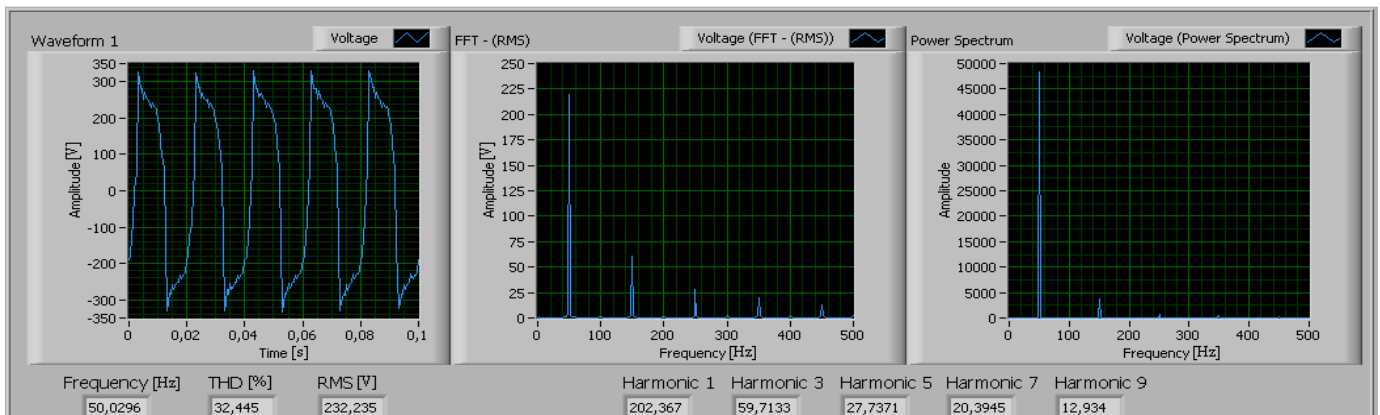 Waveform 1
Voltage
350
300
200
100
0
-100
-200
-300
-350
Amplitude [V]
0 0,02 0,04 0,06 0,08 0,1
Time [s]
FFT - (RMS)
Voltage (FFT - (RMS))
250
225
200
175
150
125
100
75
50
25
0
Amplitude [V]
0 100 200 300 400 500
Frequency [Hz]
Power Spectrum
Voltage (Power Spectrum)
50000
45000
40000
35000
30000
25000
20000
15000
10000
5000
0
Amplitude
0 100 200 300 400 500
Frequency [Hz]
Frequency [Hz] THD [%] RMS [V] Harmonic 1 Harmonic 3 Harmonic 5 Harmonic 7 Harmonic 9
50,0296 32,445 232,235 202,367 59,7133 27,7371 20,3945 12,934